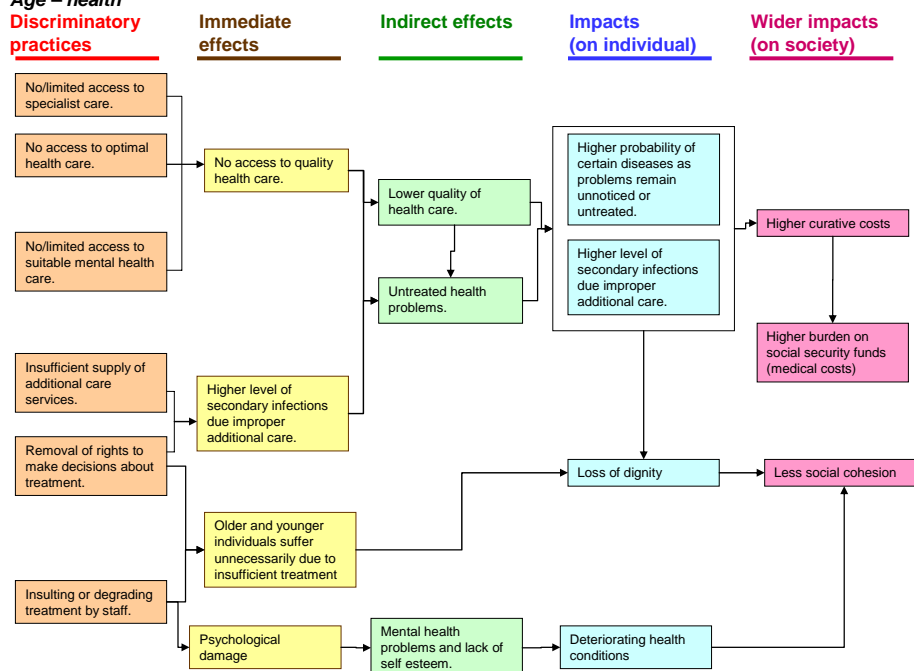 Age – health
Discriminatory
practices
Immediate
effects
Indirect effects
Impacts
(on individual)
Wider impacts
(on society)
No/limited access to
specialist care.
No access to optimal
health care.
No/limited access to
suitable mental health
care.
Insufficient supply of
additional care
services.
Removal of rights to
make decisions about
treatment.
Insulting or degrading
treatment by staff.
No access to quality
health care.
Higher level of
secondary infections
due improper
additional care.
Older and younger
individuals suffer
unnecessarily due to
insufficient treatment
Psychological
damage
Lower quality of
health care.
Untreated health
problems.
Mental health
problems and lack of
self esteem.
Higher probability of
certain diseases as
problems remain
unnoticed or
untreated.
Higher level of
secondary infections
due improper
additional care.
Loss of dignity
Deteriorating health
conditions
Higher curative costs
Higher burden on
social security funds
(medical costs)
Less social cohesion